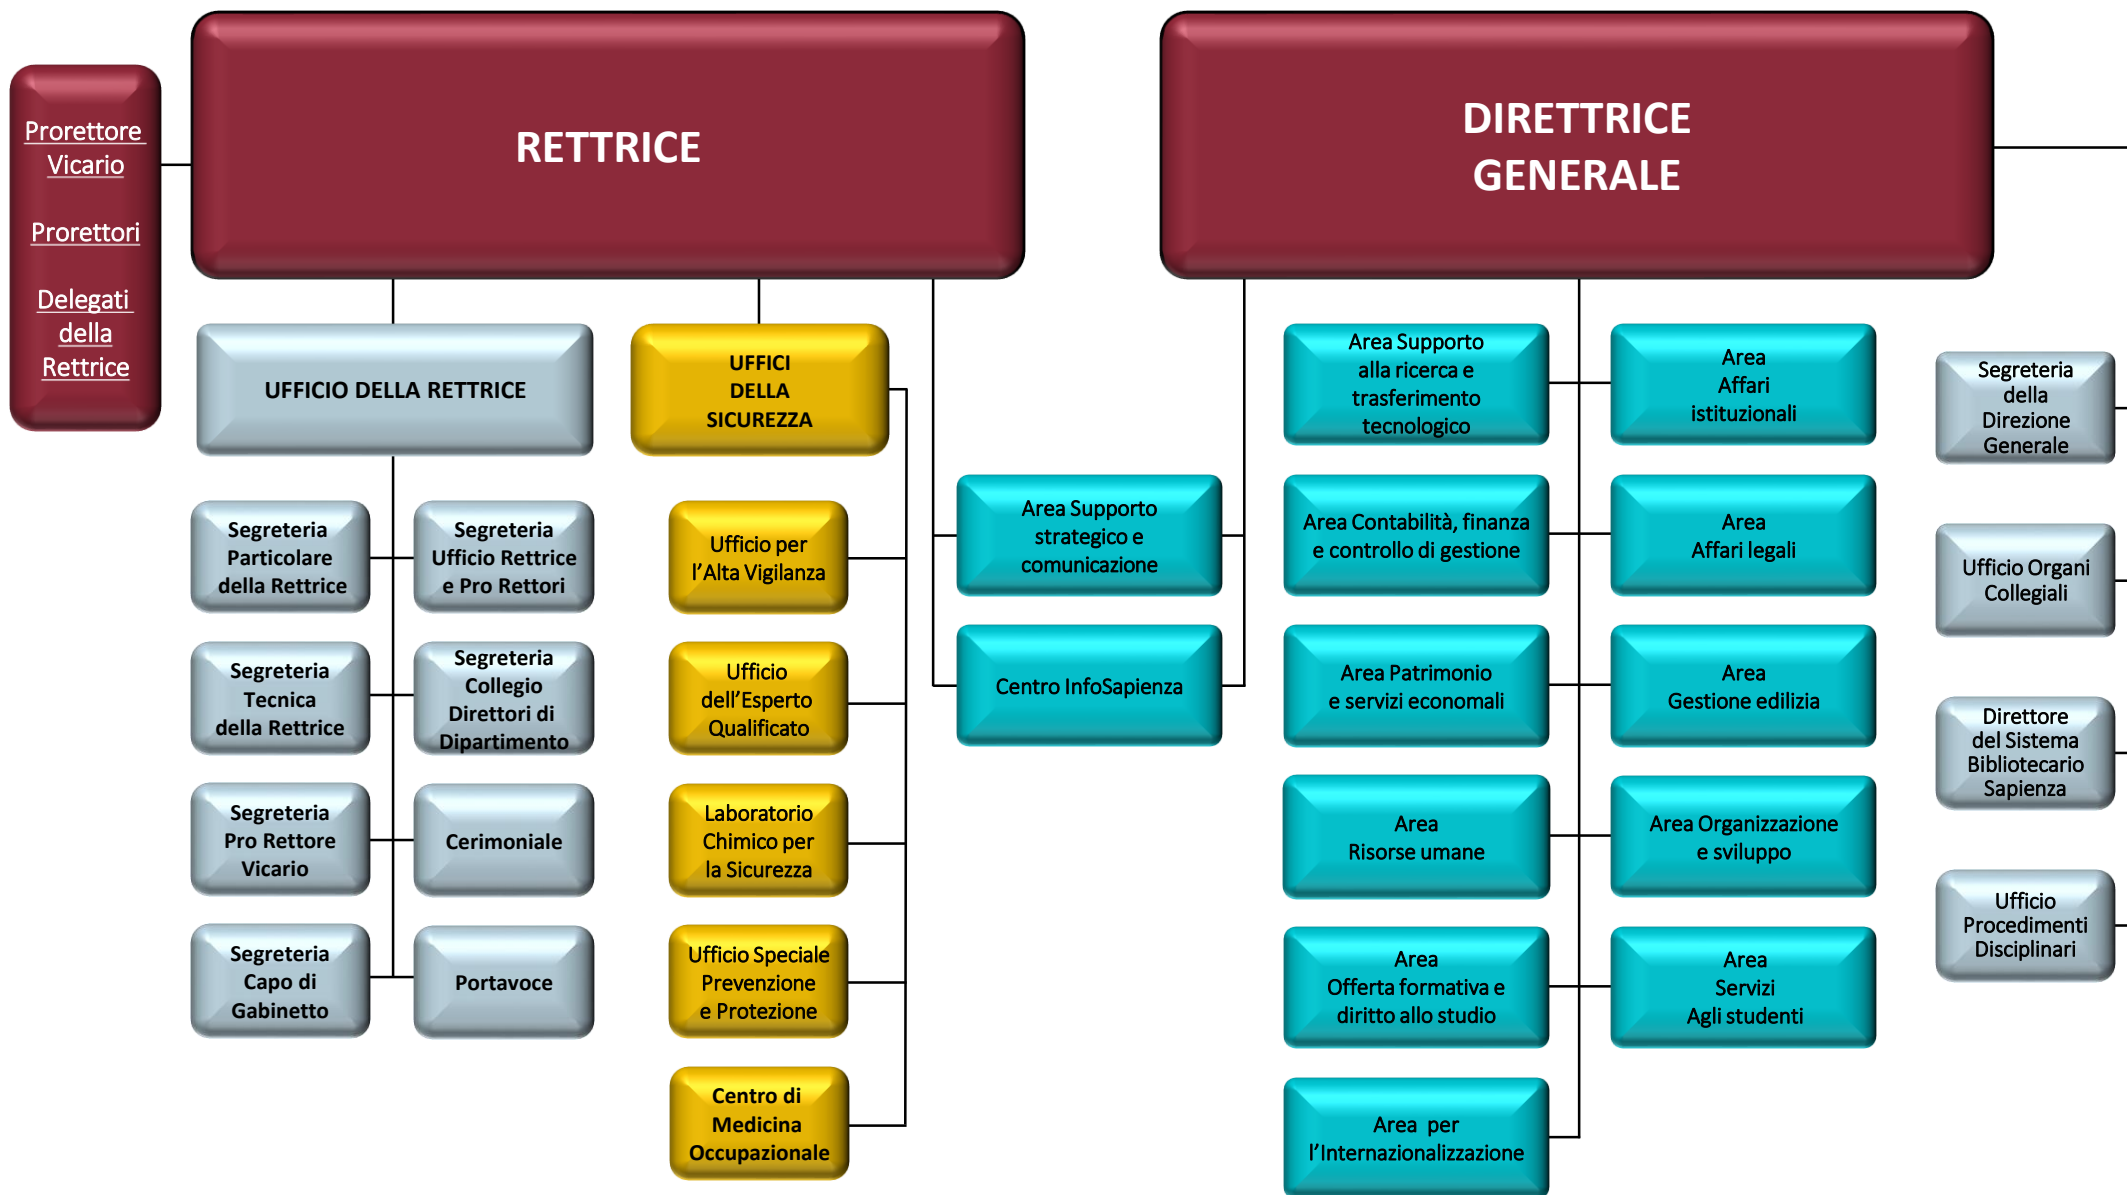 Prorettore
Vicario
Prorettori
Delegati
della
Rettrice
RETTRICE
DIRETTRICE
GENERALE
UFFICIO DELLA RETTRICE
Segreteria
Particolare
della Rettrice
Segreteria
Ufficio Rettrice
e Pro Rettori
Segreteria
Tecnica
della Rettrice
Segreteria
Collegio
Direttori di
Dipartimento
Segreteria
Pro Rettore
Vicario
Cerimoniale
Segreteria
Capo di
Gabinetto
Portavoce
UFFICI
DELLA
SICUREZZA
Ufficio per
l'Alta Vigilanza
Ufficio
dell'Esperto
Qualificato
Laboratorio
Chimico per
la Sicurezza
Ufficio Speciale
Prevenzione
e Protezione
Centro di
Medicina
Occupazionale
Area Supporto
strategico e
comunicazione
Centro InfoSapienza
Area Supporto
alla ricerca e
trasferimento
tecnologico
Area
Affari
istituzionali
Area Contabilità, finanza
e controllo di gestione
Area
Affari legali
Area Patrimonio
e servizi economali
Area
Gestione edilizia
Area
Risorse umane
Area Organizzazione
e sviluppo
Area
Offerta formativa e
diritto allo studio
Area
Servizi
Agli studenti
Area per
l'Internazionalizzazione
Segreteria
della
Direzione
Generale
Ufficio Organi
Collegiali
Direttore
del Sistema
Bibliotecario
Sapienza
Ufficio
Procedimenti
Disciplinari